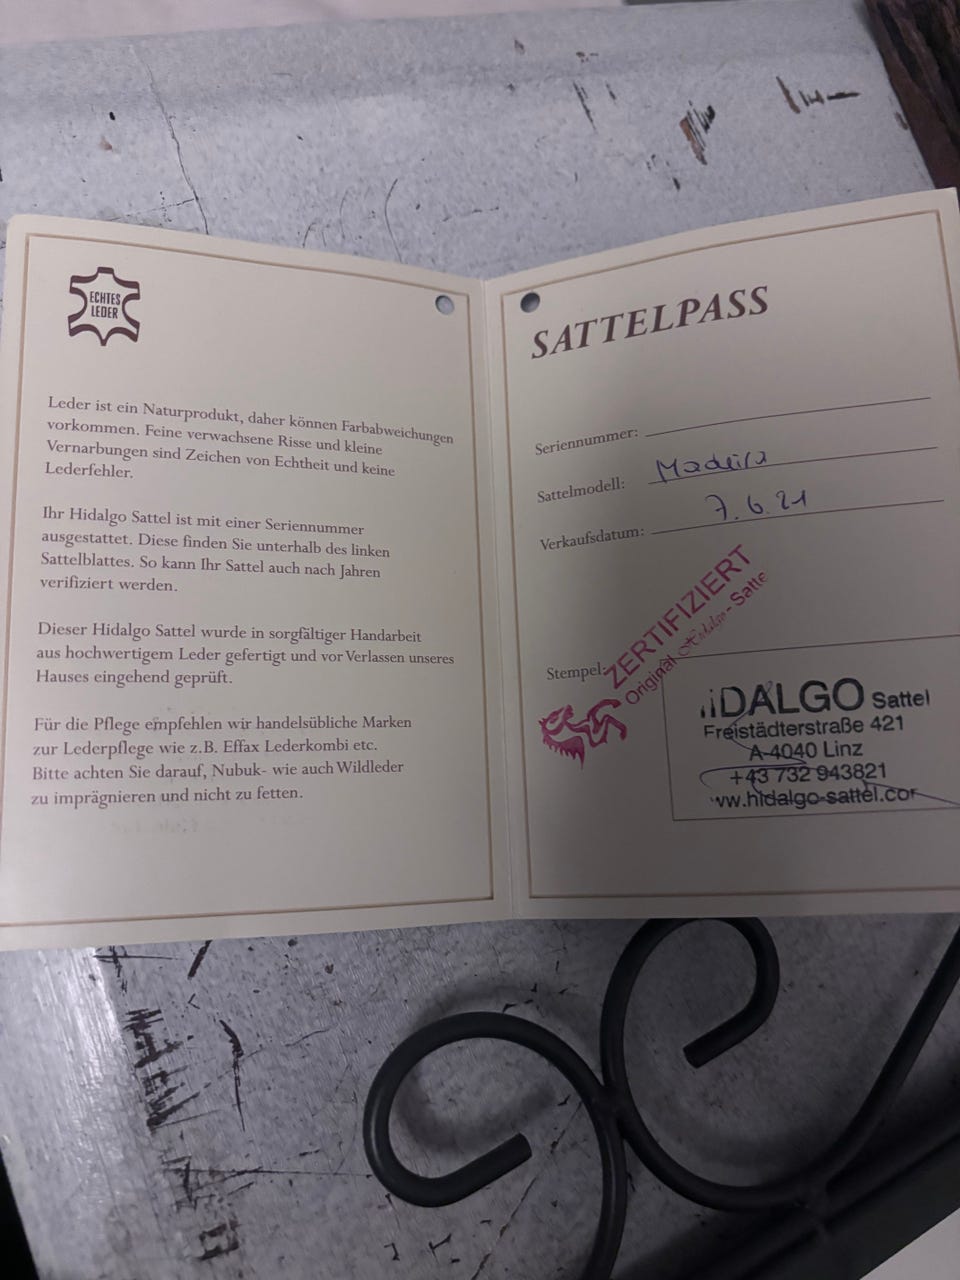 ECHTES
LEDER
Leder ist ein Naturprodukt, daher können Farbabweichungen
vorkommen. Feine verwachsene Risse und kleine
Vernarbungen sind Zeichen von Echtheit und keine
Lederfehler.
Ihr Hidalgo Sattel ist mit einer Seriennummer
ausgestattet. Diese finden Sie unterhalb des linken
Sattelblattes. So kann Ihr Sattel auch nach Jahren
verifiziert werden.
Dieser Hidalgo Sattel wurde in sorgfältiger Handarbeit
aus hochwertigem Leder gefertigt und vor Verlassen unseres
Hauses eingehend geprüft.
Für die Pflege empfehlen wir handelsübliche Marken
zur Lederpflege wie z.B. Effax Lederkombi etc.
Bitte achten Sie darauf, Nubuk- wie auch Wildleder
zu imprägnieren und nicht zu fetten.
SATTELPASS
Seriennummer:
Sattelmodell: Madeira
Verkaufsdatum: 7.6.21
Stempel:
ZERTIFIZIERT
Original Hidalgo - Satte
HIDALGO Sattel
Freistädterstraße 421
A-4040 Linz
+43 732 943821
ww.hidalgo-sattel.cor